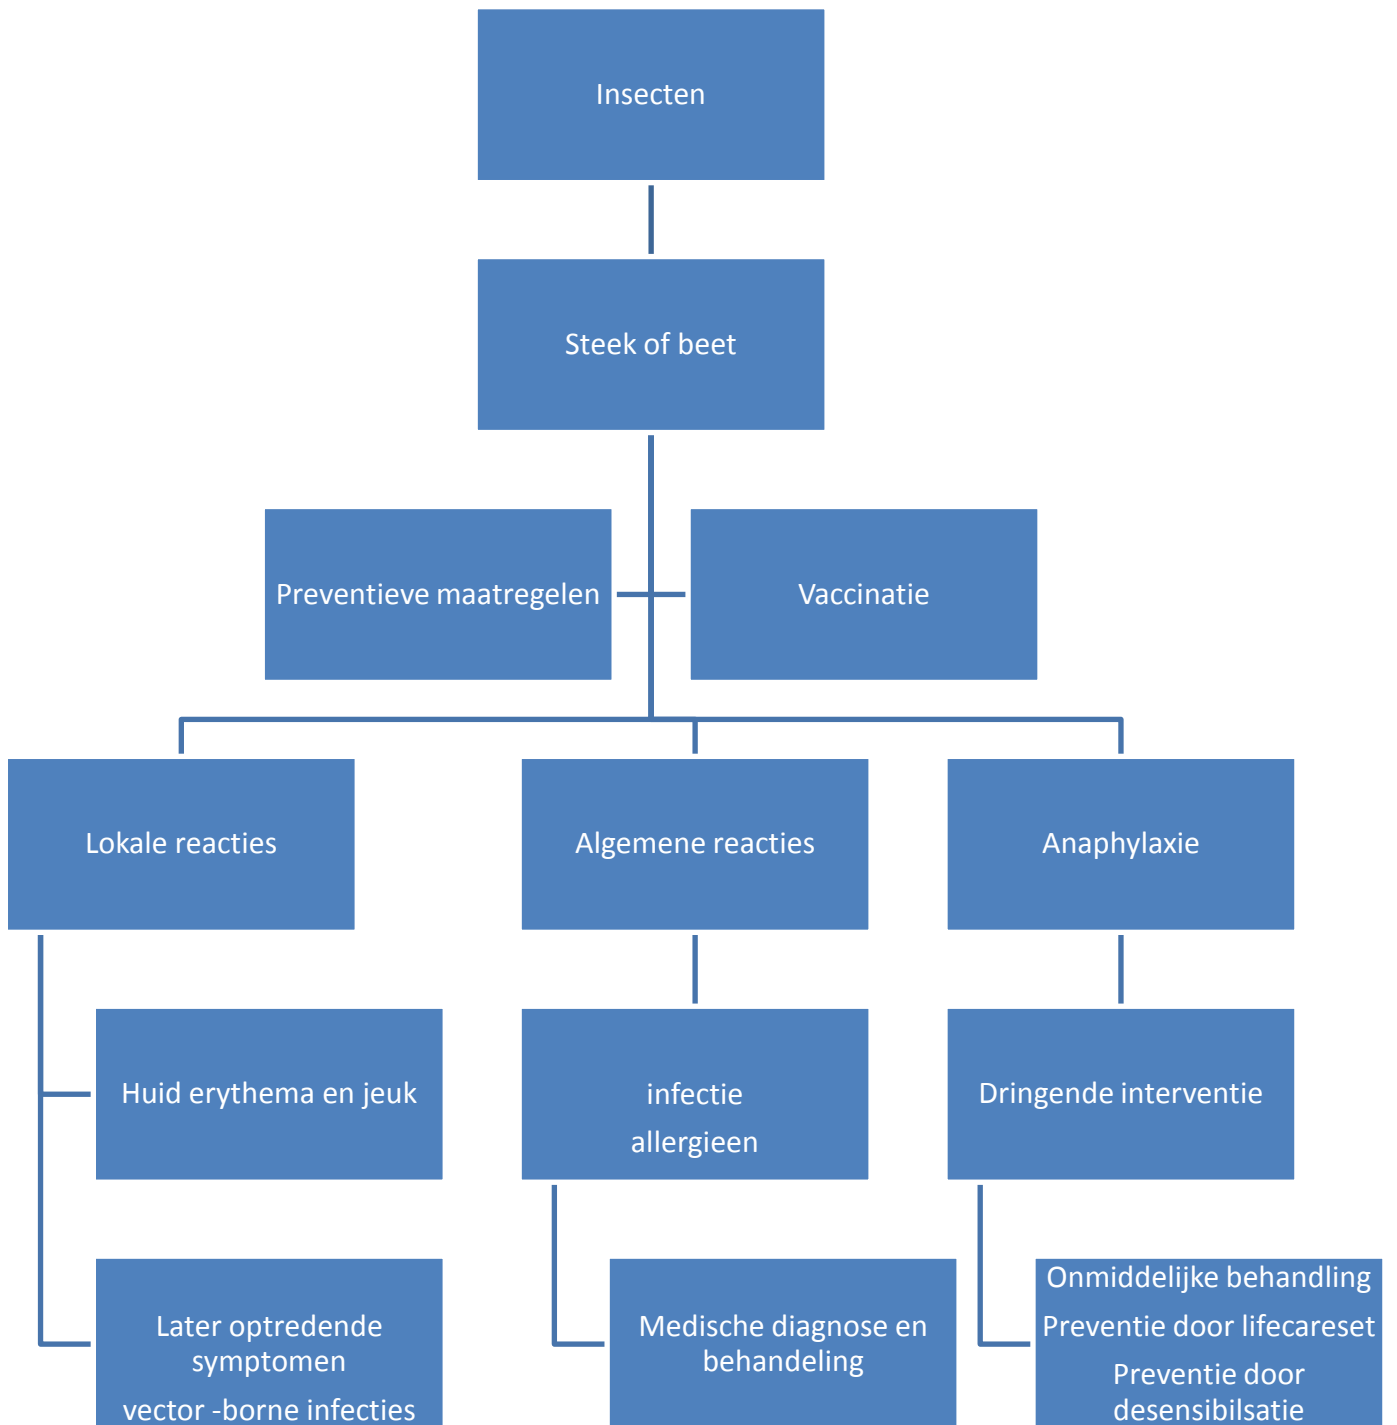 Insecten
Steek of beet
Preventieve maatregelen
Vaccinatie
Lokale reacties
Algemene reacties
Anaphylaxie
Huid erythema en jeuk
infectie
allergieen
Dringende interventie
Later optredende
symptomen
vector -borne infecties
Medische diagnose en
behandeling
Onmiddelijke behandling
Preventie door lifecareset
Preventie door
desensibilsatie